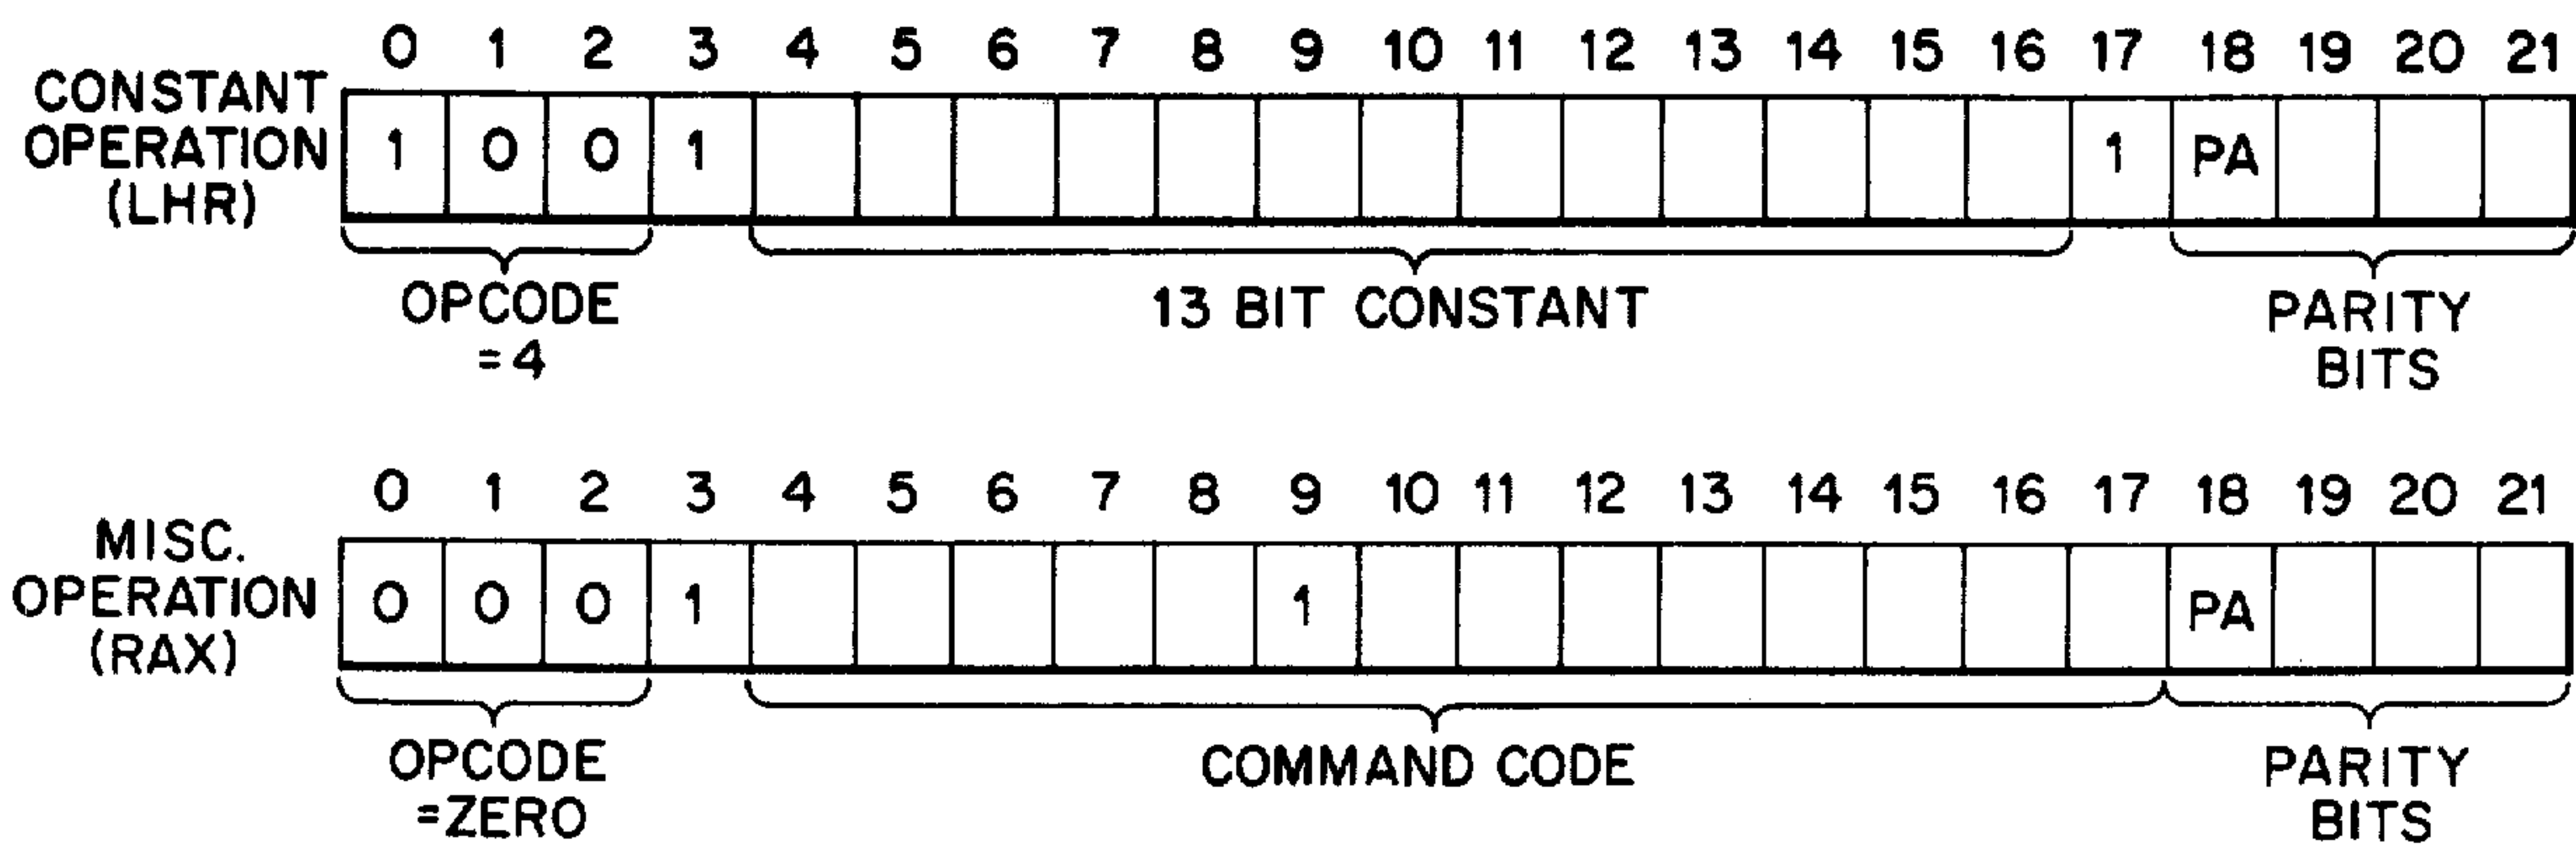 0 1 2 3 4 5 6 7 8 9 10 11 12 13 14 15 16 17 18 19 20 21
CONSTANT
OPERATION
(LHR)
1 0 0 1 1 PA
OPCODE
=4
13 BIT CONSTANT
PARITY
BITS
0 1 2 3 4 5 6 7 8 9 10 11 12 13 14 15 16 17 18 19 20 21
MISC.
OPERATION
(RAX)
0 0 0 1 1 PA
OPCODE
=ZERO
COMMAND CODE
PARITY
BITS